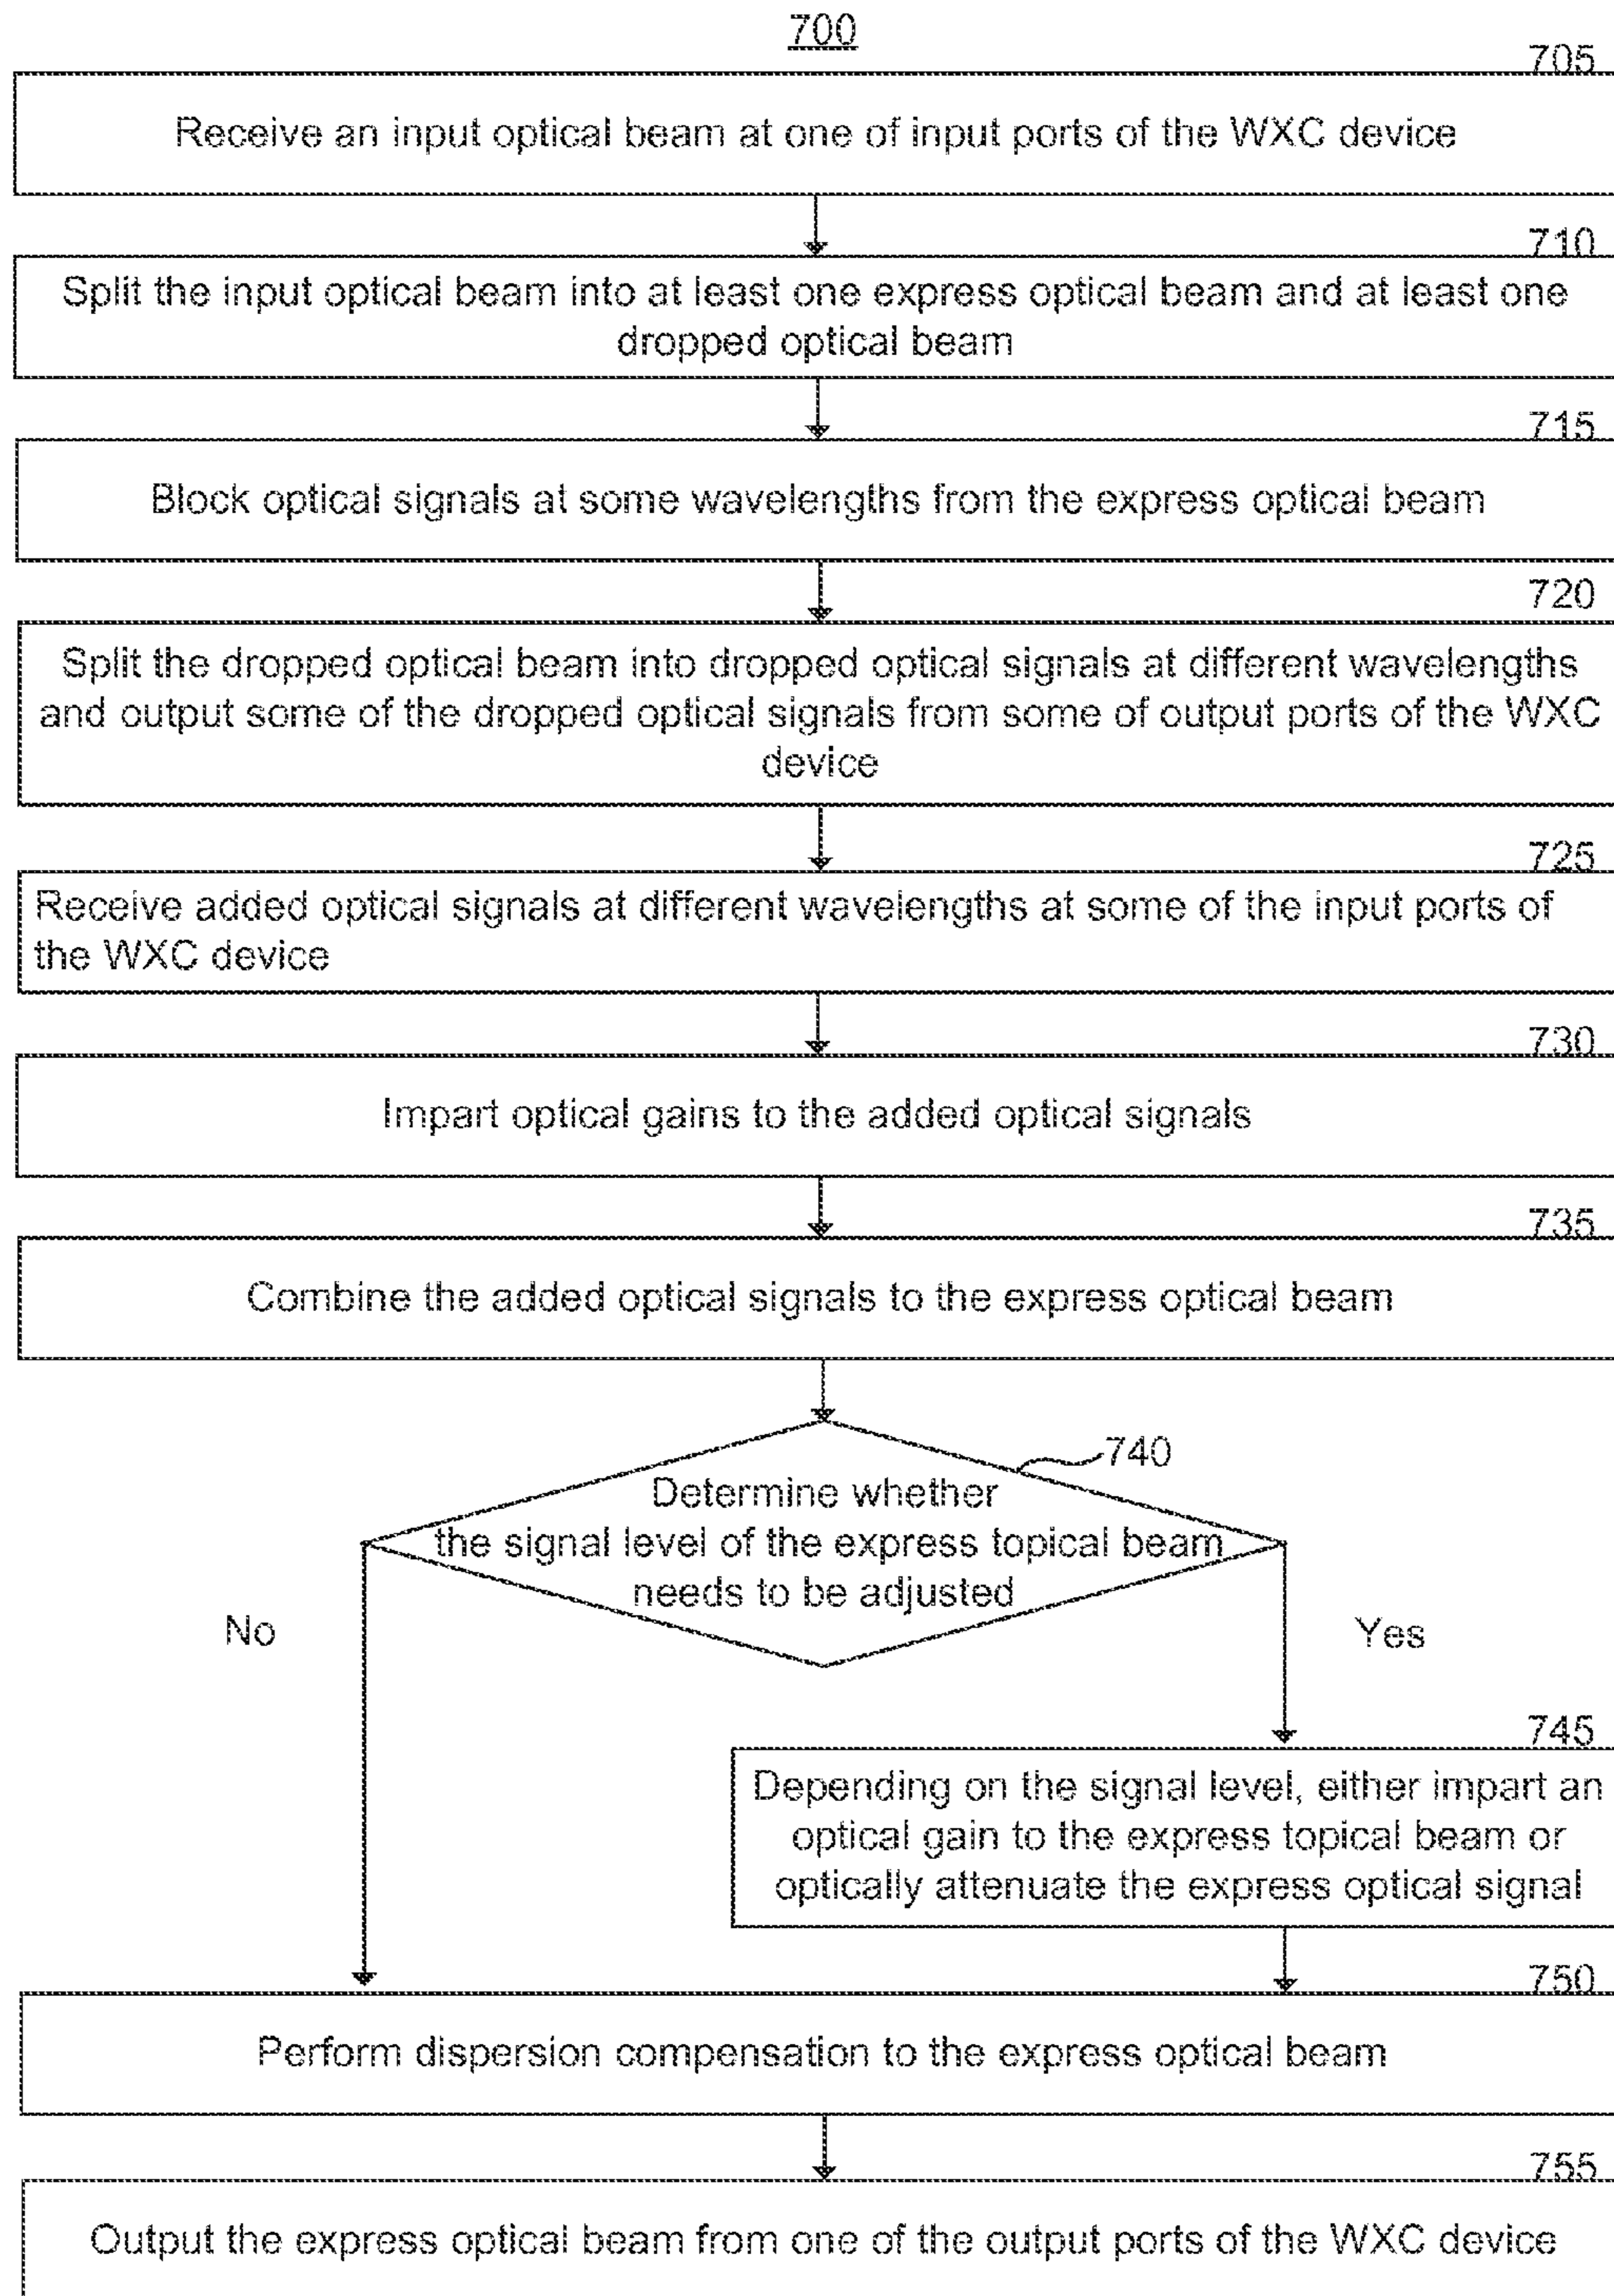 700
705
Receive an input optical beam at one of input ports of the WXC device
710
Split the input optical beam into at least one express optical beam and at least one
dropped optical beam
715
Block optical signals at some wavelengths from the express optical beam
720
Split the dropped optical beam into dropped optical signals at different wavelengths
and output some of the dropped optical signals from some of output ports of the WXC
device
725
Receive added optical signals at different wavelengths at some of the input ports of
the WXC device
730
Impart optical gains to the added optical signals
735
Combine the added optical signals to the express optical beam
740
Determine whether
the signal level of the express topical beam
needs to be adjusted
No
Yes
745
Depending on the signal level, either impart an
optical gain to the express topical beam or
optically attenuate the express optical signal
750
Perform dispersion compensation to the express optical beam
755
Output the express optical beam from one of the output ports of the WXC device